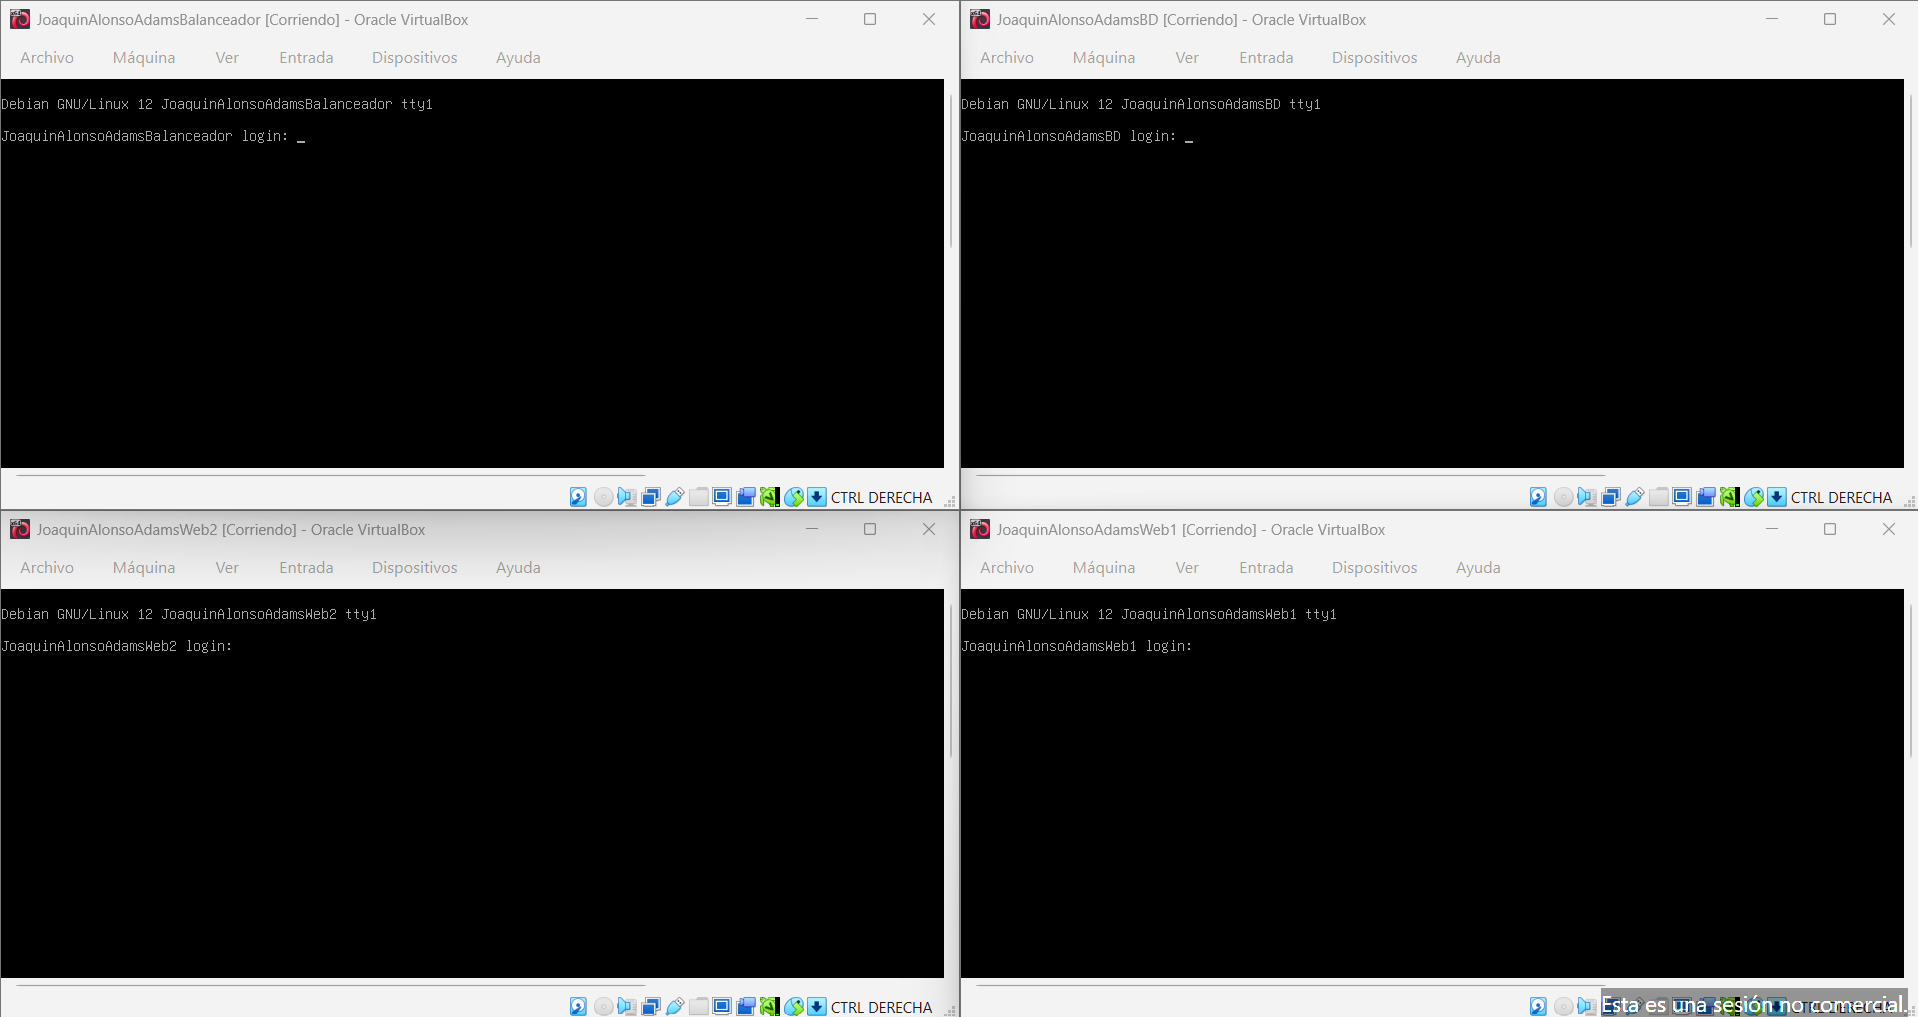 JoaquinAlonsoAdamsBalanceador [Corriendo] - Oracle VirtualBox
Archivo Máquina Ver Entrada Dispositivos Ayuda
Debian GNU/Linux 12 JoaquinAlonsoAdamsBalanceador tty1
JoaquinAlonsoAdamsBalanceador login: _
CTRL DERECHA
JoaquinAlonsoAdamsBD [Corriendo] - Oracle VirtualBox
Archivo Máquina Ver Entrada Dispositivos Ayuda
Debian GNU/Linux 12 JoaquinAlonsoAdamsBD tty1
JoaquinAlonsoAdamsBD login: _
CTRL DERECHA
JoaquinAlonsoAdamsWeb2 [Corriendo] - Oracle VirtualBox
Archivo Máquina Ver Entrada Dispositivos Ayuda
Debian GNU/Linux 12 JoaquinAlonsoAdamsWeb2 tty1
JoaquinAlonsoAdamsWeb2 login:
CTRL DERECHA
JoaquinAlonsoAdamsWeb1 [Corriendo] - Oracle VirtualBox
Archivo Máquina Ver Entrada Dispositivos Ayuda
Debian GNU/Linux 12 JoaquinAlonsoAdamsWeb1 tty1
JoaquinAlonsoAdamsWeb1 login:
Esta es una sesión no comercial.